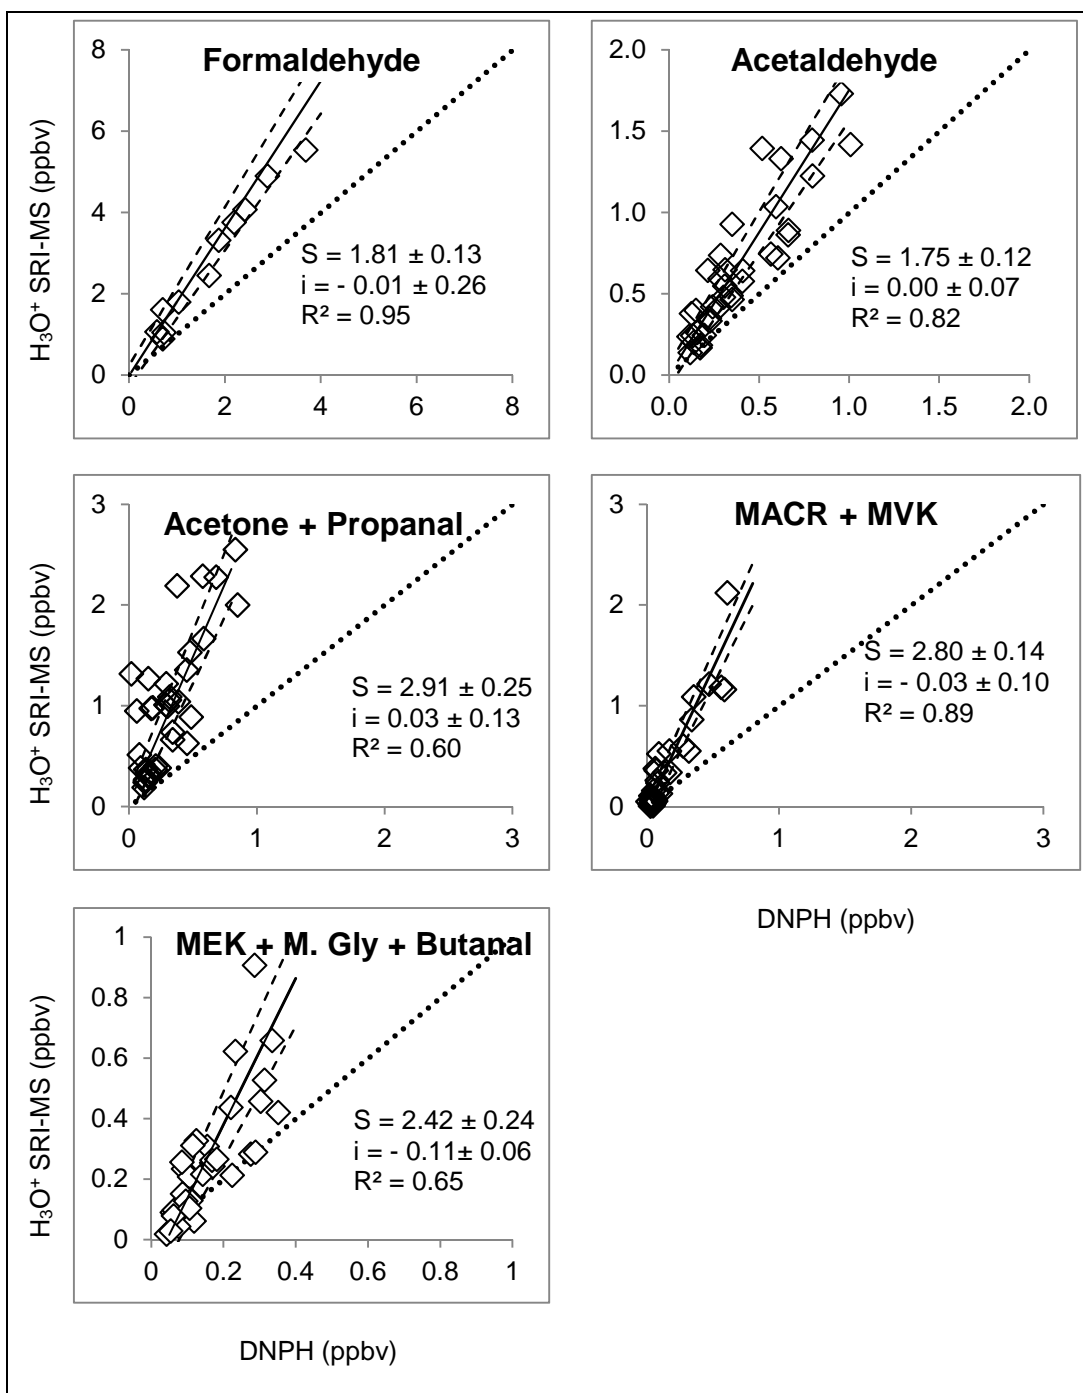 Formaldehyde
H₃O⁺ SRI-MS (ppbv)
8
6
4
2
0
0 2 4 6 8
S = 1.81 ± 0.13
i = - 0.01 ± 0.26
R² = 0.95
Acetaldehyde
2.0
1.5
1.0
0.5
0.0
0.0 0.5 1.0 1.5 2.0
S = 1.75 ± 0.12
i = 0.00 ± 0.07
R² = 0.82
Acetone + Propanal
H₃O⁺ SRI-MS (ppbv)
3
2
1
0
0 1 2 3
S = 2.91 ± 0.25
i = 0.03 ± 0.13
R² = 0.60
MACR + MVK
3
2
1
0
0 1 2 3
S = 2.80 ± 0.14
i = - 0.03 ± 0.10
R² = 0.89
DNPH (ppbv)
MEK + M. Gly + Butanal
H₃O⁺ SRI-MS (ppbv)
1
0.8
0.6
0.4
0.2
0
0 0.2 0.4 0.6 0.8 1
S = 2.42 ± 0.24
i = - 0.11± 0.06
R² = 0.65
DNPH (ppbv)